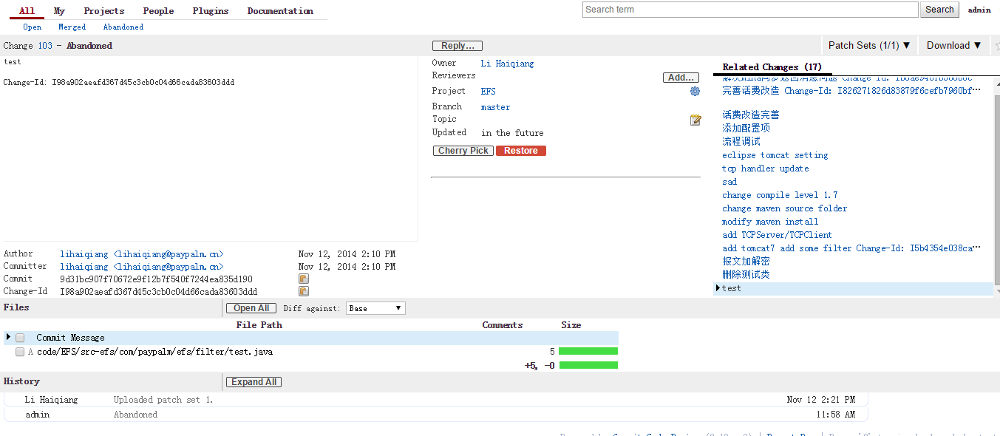 All My Projects People Plugins Documentation Search term Search admin
Open Merged Abandoned
Change 103 - Abandoned Reply... Patch Sets (1/1) ▼ Download ▼
test
Change-Id: I98a902aeafd367d45c3cb0c04d66cada83603ddd
Owner Li Haiqiang
Reviewers Add...
Project EFS
Branch master
Topic
Updated in the future
Cherry Pick Restore
Related Changes (17)
完善话费改造 Change-Id: I826271826d83879f6cefb7960bf...
话费改造完善
添加配置项
流程调试
eclipse tomcat setting
tcp handler update
sad
change compile level 1.7
change maven source folder
modify maven install
add TCPServer/TCPClient
add tomcat7 add some filter Change-Id: I5b4354e038ca...
报文加解密
删除测试类
test
Author lihaiqiang <lihaiqiang@paypalm.cn> Nov 12, 2014 2:10 PM
Committer lihaiqiang <lihaiqiang@paypalm.cn> Nov 12, 2014 2:10 PM
Commit 9d31bc907f70672e9f12b7f540f7244ea835d190
Change-Id I98a902aeafd367d45c3cb0c04d66cada83603ddd
Files Open All Diff against: Base ▼
File Path Comments Size
Commit Message
A code/EFS/src-efs/com/paypalm/efs/filter/test.java 5
+5, -0
History Expand All
Li Haiqiang Uploaded patch set 1. Nov 12 2:21 PM
admin Abandoned 11:58 AM